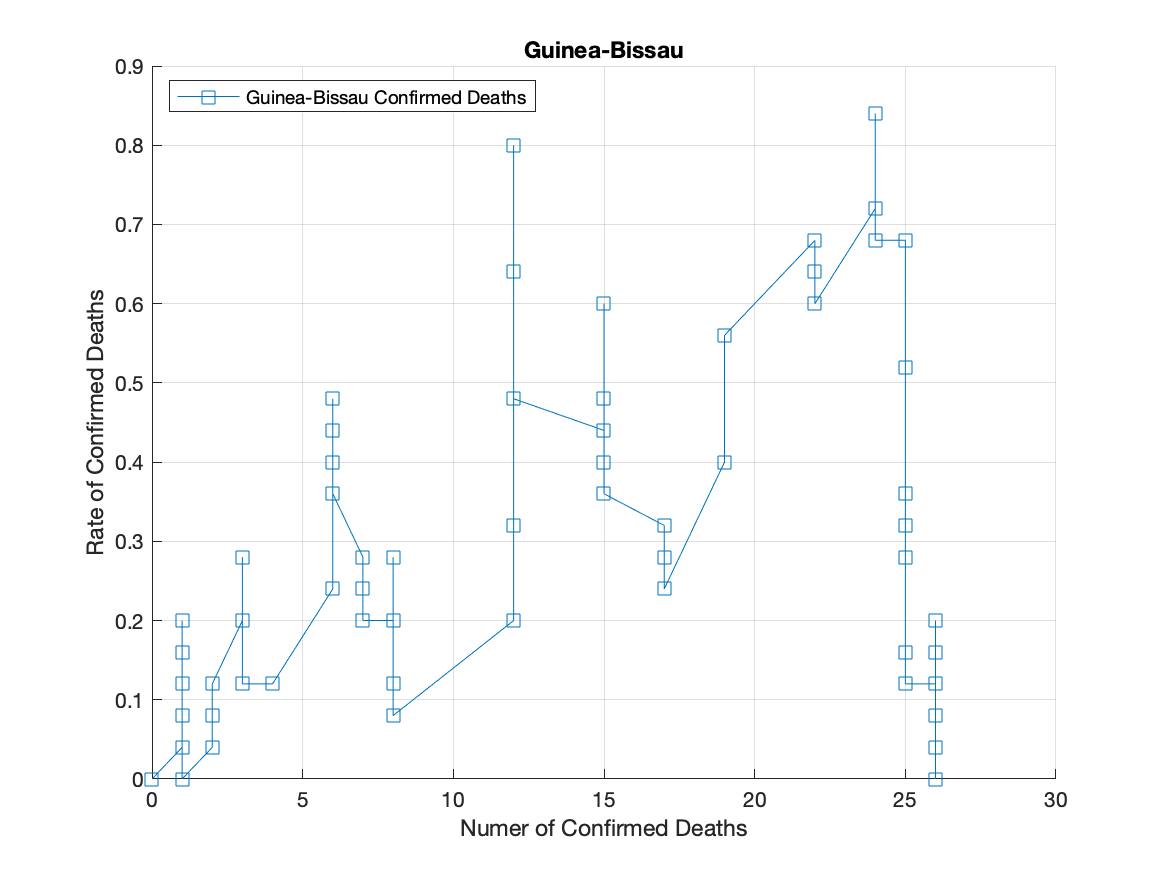 Guinea-Bissau
Guinea-Bissau Confirmed Deaths
Rate of Confirmed Deaths
0.9
0.8
0.7
0.6
0.5
0.4
0.3
0.2
0.1
0
0 5 10 15 20 25 30
Numer of Confirmed Deaths